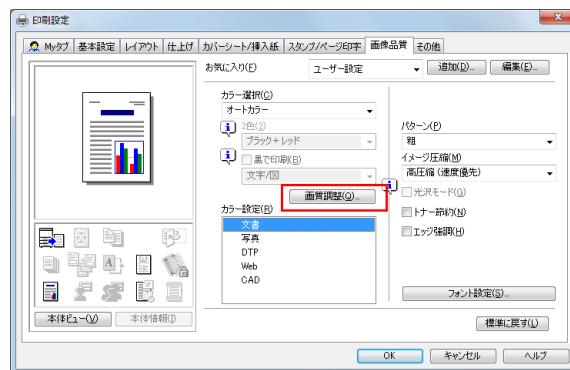 印刷設定
Myタブ 基本設定 レイアウト 仕上げ カバーシート/挿入紙 スタンプ/ページ印字 画像品質 その他
お気に入り(F) ユーザー設定 追加(D)... 編集(E)...
カラー選択(C)
オートカラー
2色(2)
ブラック+レッド
黒で印刷(B)
文字/図
画質調整(Q)...
カラー設定(R)
文書
写真
DTP
Web
CAD
パターン(P)
粗
イメージ圧縮(M)
高圧縮 (速度優先)
光沢モード(G)
トナー節約(N)
エッジ強調(H)
フォント設定(S)...
本体ビュー(V) 本体情報(I)
標準に戻す(L)
OK キャンセル ヘルプ